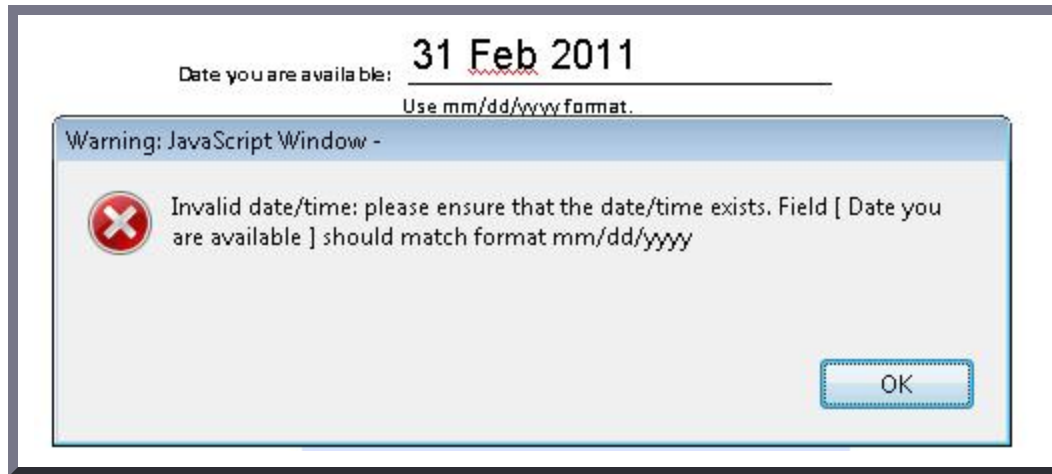 Date you are available: 31 Feb 2011
Use mm/dd/yyyy format.
Warning: JavaScript Window -
Invalid date/time: please ensure that the date/time exists. Field [ Date you
are available ] should match format mm/dd/yyyy
OK